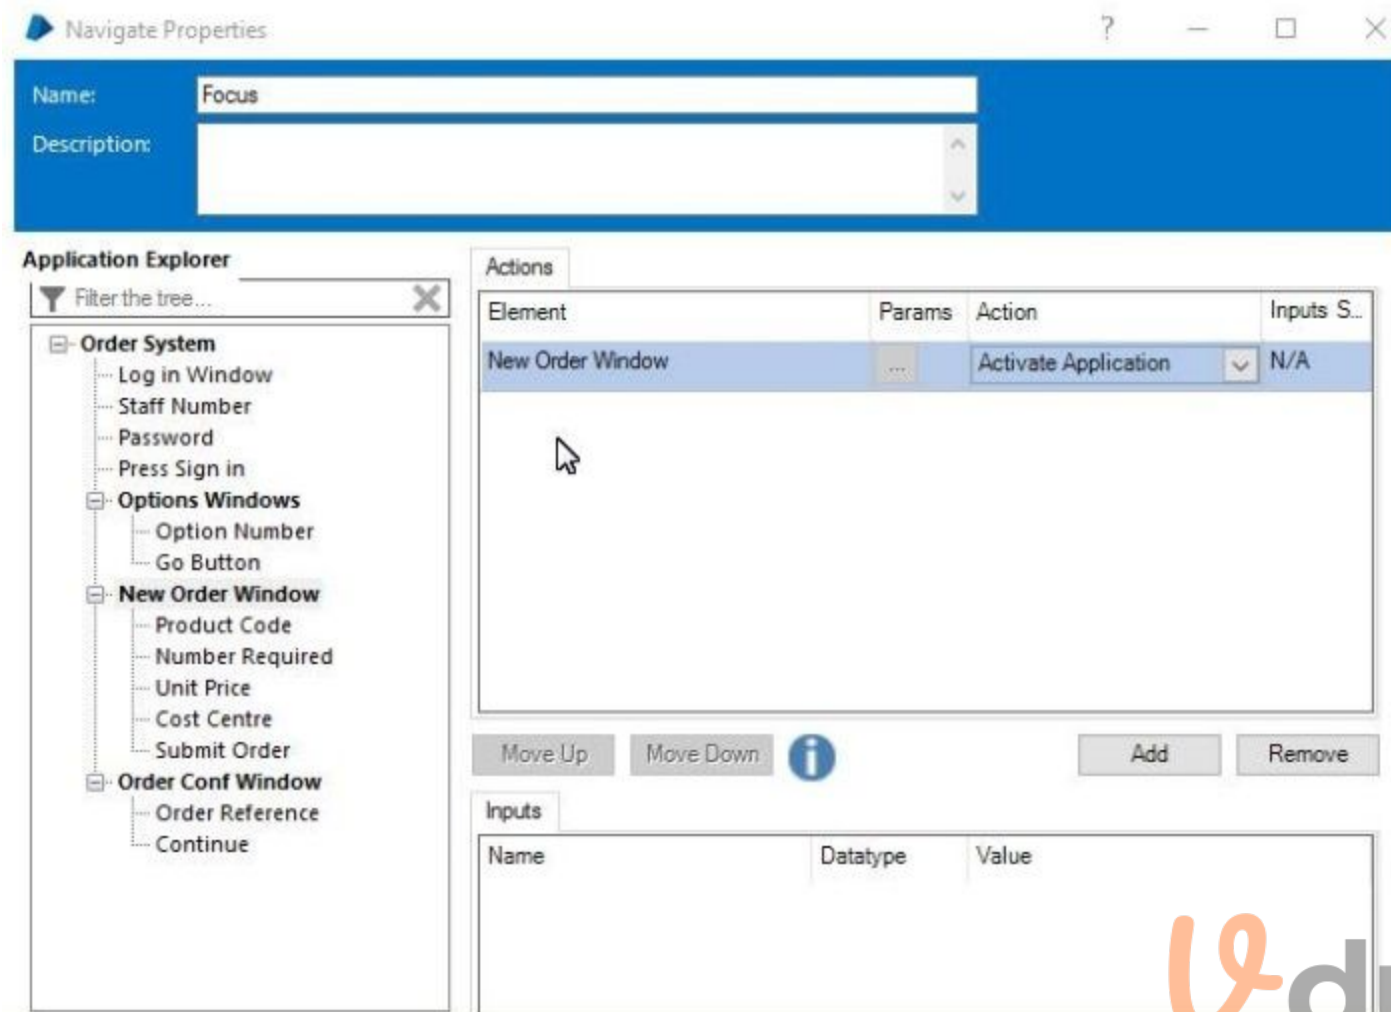 Navigate Properties
Name: Focus
Description:
Application Explorer
Filter the tree...
Order System
Log in Window
Staff Number
Password
Press Sign in
Options Windows
Option Number
Go Button
New Order Window
Product Code
Number Required
Unit Price
Cost Centre
Submit Order
Order Conf Window
Order Reference
Continue
Actions
Element Params Action Inputs S...
New Order Window ... Activate Application N/A
Move Up Move Down Add Remove
Inputs
Name Datatype Value